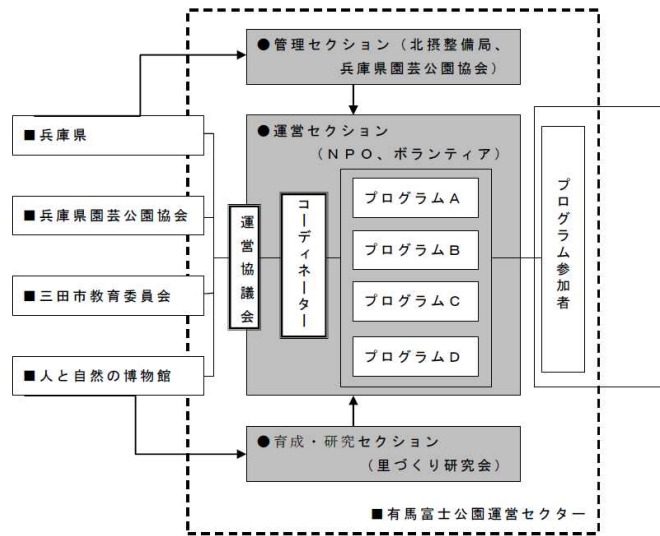 ●管理セクション（北摂整備局、
兵庫県園芸公園協会）
■兵庫県
■兵庫県園芸公園協会
■三田市教育委員会
■人と自然の博物館
●運営セクション
（ＮＰＯ、ボランティア）
運営協議会
コーディネーター
プログラムＡ
プログラムＢ
プログラムＣ
プログラムＤ
プログラム参加者
●育成・研究セクション
（里づくり研究会）
■有馬富士公園運営セクター